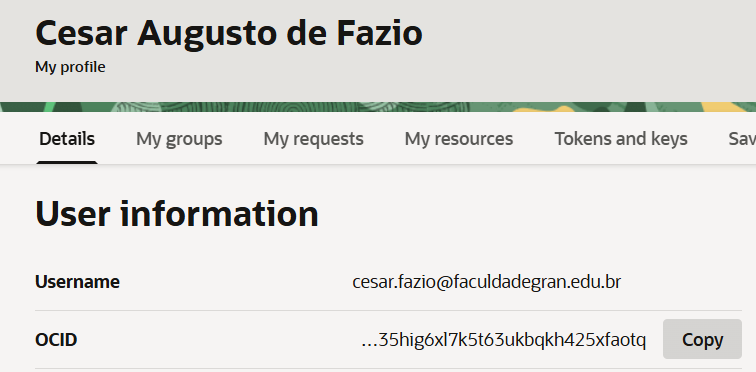 Cesar Augusto de Fazio
My profile
Details My groups My requests My resources Tokens and keys Sav
User information
Username cesar.fazio@faculdadegran.edu.br
OCID ...35hig6xl7k5t63ukbqkh425xfaotq Copy